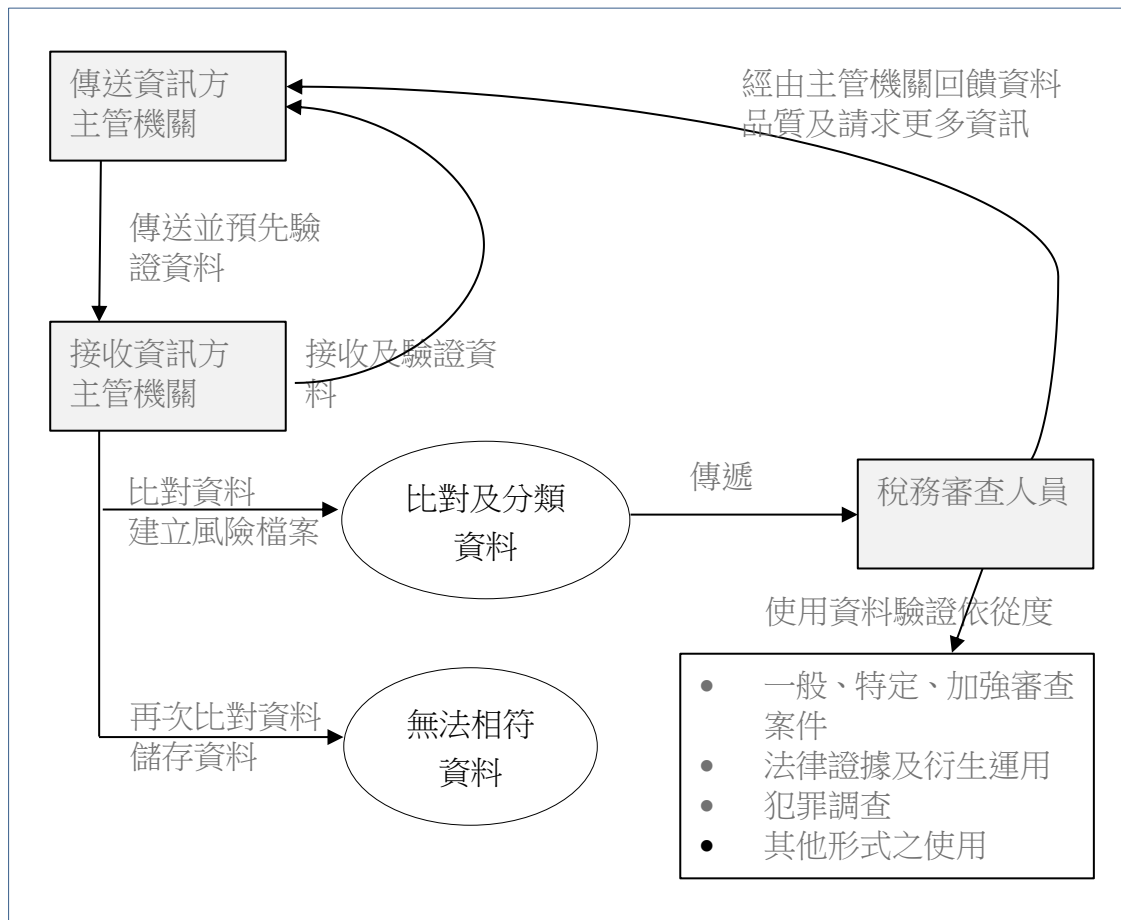 傳送資訊方
主管機關
經由主管機關回饋資料
品質及請求更多資訊
傳送並預先驗
證資料
接收資訊方
主管機關
接收及驗證資
料
比對資料
建立風險檔案
比對及分類
資料
傳遞
稅務審查人員
使用資料驗證依從度
再次比對資料
儲存資料
無法相符
資料
• 一般、特定、加強審查
案件
• 法律證據及衍生運用
• 犯罪調查
• 其他形式之使用